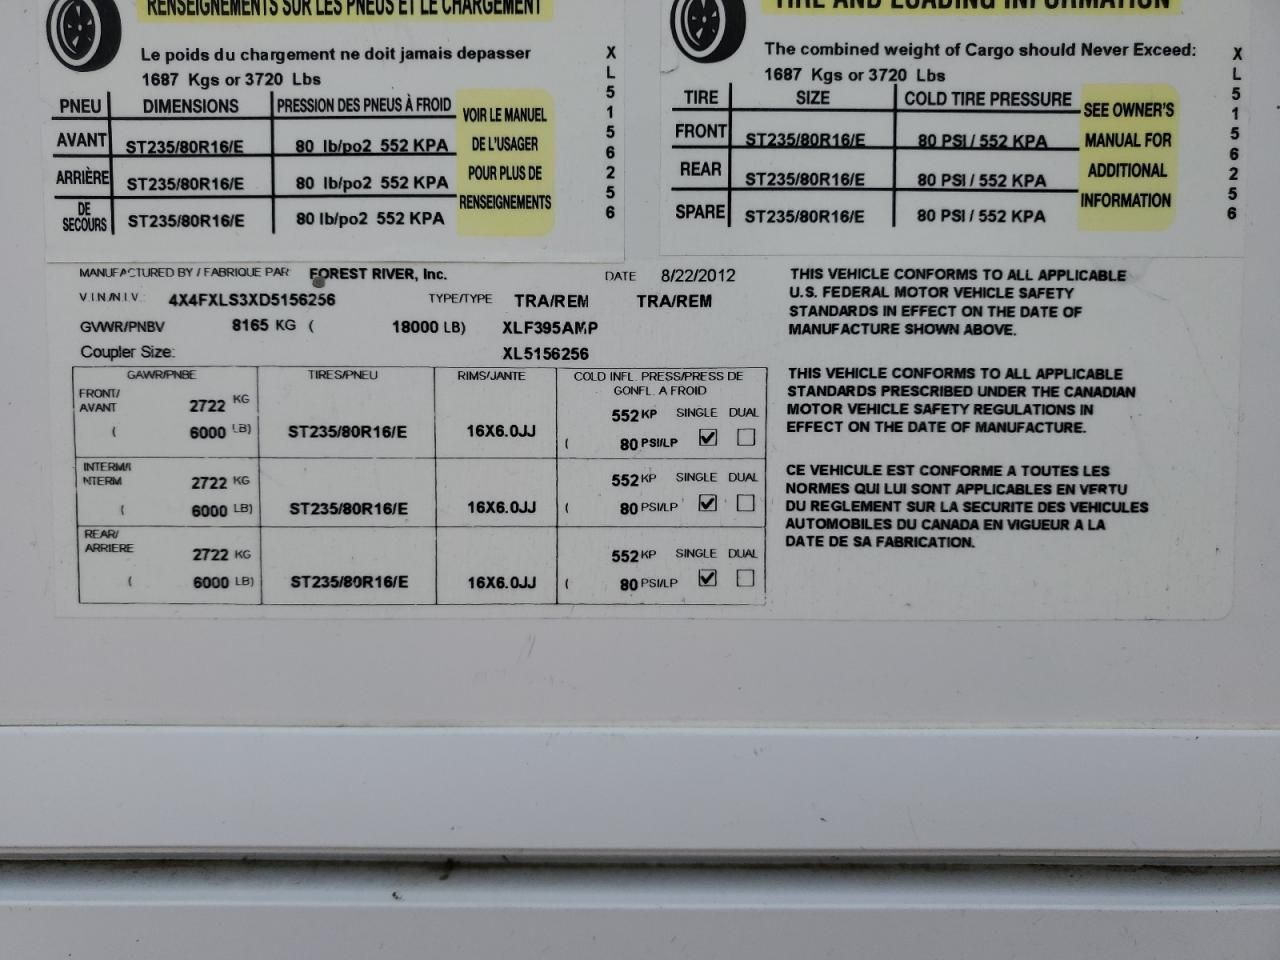 RENSEIGNEMENTS SUR LES PNEUS ET LE CHARGEMENT
Le poids du chargement ne doit jamais depasser
1687 Kgs or 3720 Lbs
PNEU DIMENSIONS PRESSION DES PNEUS À FROID
AVANT ST235/80R16/E 80 lb/po2 552 KPA
ARRIÈRE ST235/80R16/E 80 lb/po2 552 KPA
DE SECOURS ST235/80R16/E 80 lb/po2 552 KPA
VOIR LE MANUEL
DE L'USAGER
POUR PLUS DE
RENSEIGNEMENTS
XL5156256
TIRE AND LOADING INFORMATION
The combined weight of Cargo should Never Exceed:
1687 Kgs or 3720 Lbs
TIRE SIZE COLD TIRE PRESSURE
FRONT ST235/80R16/E 80 PSI / 552 KPA
REAR ST235/80R16/E 80 PSI / 552 KPA
SPARE ST235/80R16/E 80 PSI / 552 KPA
SEE OWNER'S
MANUAL FOR
ADDITIONAL
INFORMATION
XL5156256
MANUFACTURED BY / FABRIQUE PAR: FOREST RIVER, Inc. DATE 8/22/2012
V.I.N./N.I.V.: 4X4FXLS3XD5156256 TYPE/TYPE TRA/REM TRA/REM
GVWR/PNBV 8165 KG ( 18000 LB) XLF395AMP
Coupler Size: XL5156256
GAWR/PNBE TIRES/PNEU RIMS/JANTE COLD INFL. PRESS/PRESS DE
GONFL. A FROID
FRONT/
AVANT 2722 KG 552 KP SINGLE DUAL
( 6000 LB) ST235/80R16/E 16X6.0JJ ( 80 PSI/LP
INTERM/I
NTERM 2722 KG 552 KP SINGLE DUAL
( 6000 LB) ST235/80R16/E 16X6.0JJ ( 80 PSI/LP
REAR/
ARRIERE 2722 KG 552 KP SINGLE DUAL
( 6000 LB) ST235/80R16/E 16X6.0JJ ( 80 PSI/LP
THIS VEHICLE CONFORMS TO ALL APPLICABLE
U.S. FEDERAL MOTOR VEHICLE SAFETY
STANDARDS IN EFFECT ON THE DATE OF
MANUFACTURE SHOWN ABOVE.
THIS VEHICLE CONFORMS TO ALL APPLICABLE
STANDARDS PRESCRIBED UNDER THE CANADIAN
MOTOR VEHICLE SAFETY REGULATIONS IN
EFFECT ON THE DATE OF MANUFACTURE.
CE VEHICULE EST CONFORME A TOUTES LES
NORMES QUI LUI SONT APPLICABLES EN VERTU
DU REGLEMENT SUR LA SECURITE DES VEHICULES
AUTOMOBILES DU CANADA EN VIGUEUR A LA
DATE DE SA FABRICATION.